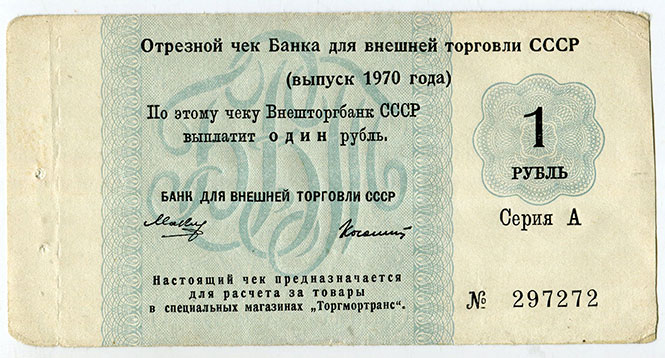 Отрезной чек Банка для внешней торговли СССР
(выпуск 1970 года)
По этому чеку Внешторгбанк СССР
выплатит один рубль.
1
РУБЛЬ
БАНК ДЛЯ ВНЕШНЕЙ ТОРГОВЛИ СССР
Серия А
Настоящий чек предназначается
для расчета за товары
в специальных магазинах „Торгмортранс“.
№ 297272